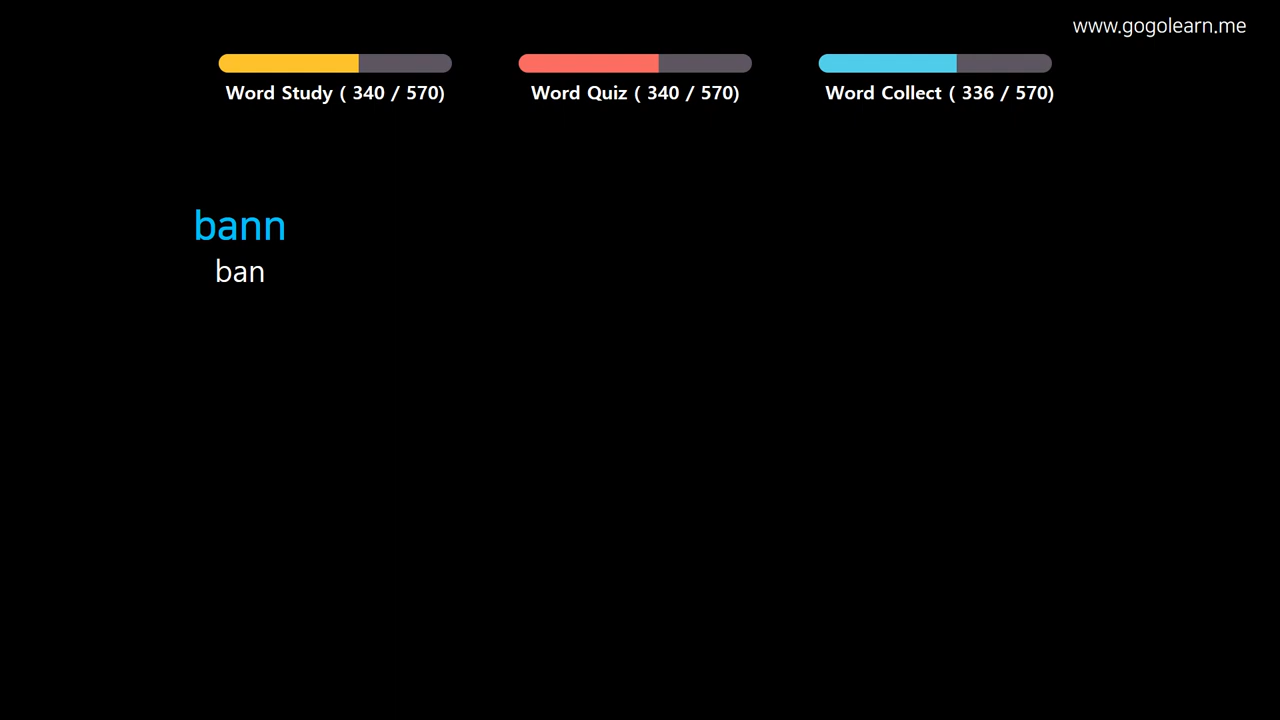 www.gogolearn.me
Word Study ( 340 / 570)
Word Quiz ( 340 / 570)
Word Collect ( 336 / 570)
bann
ban